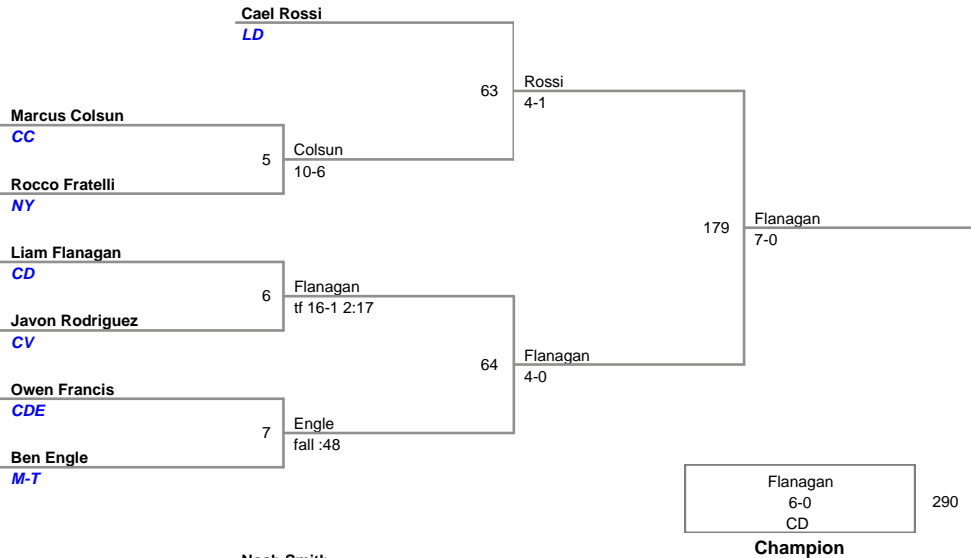 Cael Rossi
LD
63
Rossi
4-1
Marcus Colsun
CC
5
Colsun
10-6
Rocco Fratelli
NY
179
Flanagan
7-0
Liam Flanagan
CD
6
Flanagan
tf 16-1 2:17
Javon Rodriguez
CV
64
Flanagan
4-0
Owen Francis
CDE
7
Engle
fall :48
Ben Engle
M-T
Flanagan
6-0
CD
290
Champion